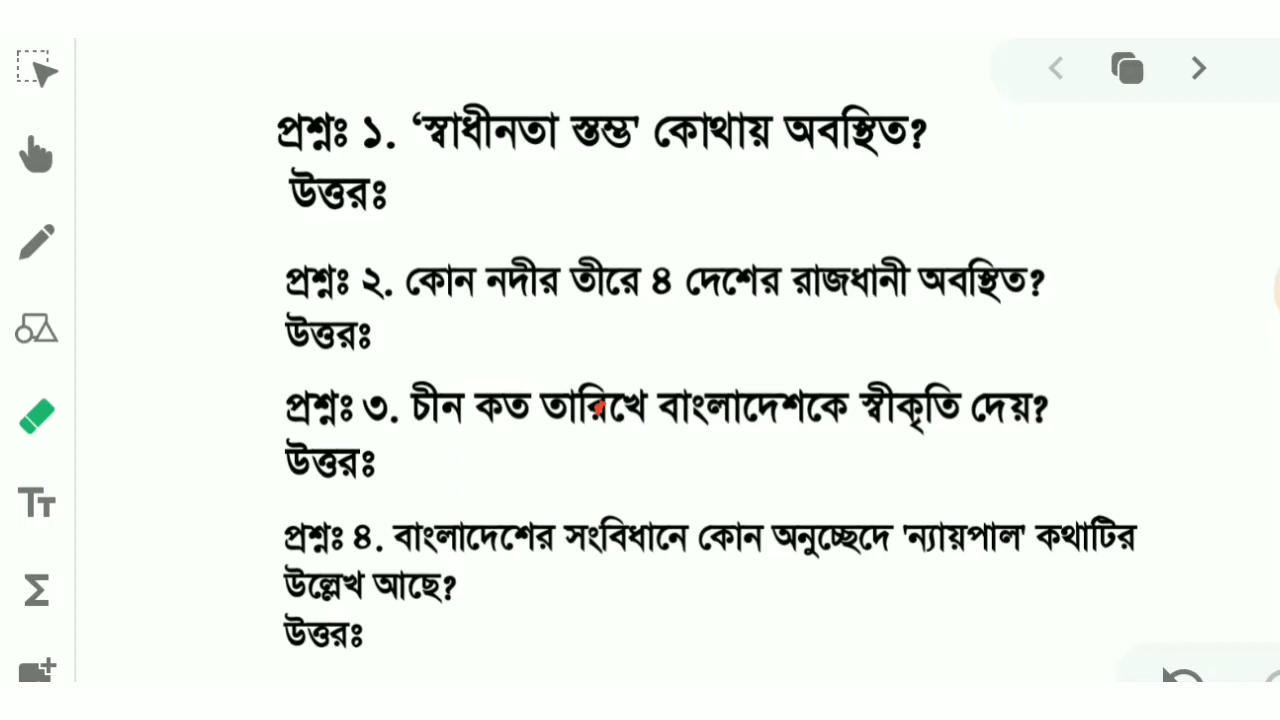 প্রশ্নঃ ১. ‘স্বাধীনতা স্তম্ভ' কোথায় অবস্থিত?
উত্তরঃ
প্রশ্নঃ ২. কোন নদীর তীরে ৪ দেশের রাজধানী অবস্থিত?
উত্তরঃ
প্রশ্নঃ ৩. চীন কত তারিখে বাংলাদেশকে স্বীকৃতি দেয়?
উত্তরঃ
প্রশ্নঃ ৪. বাংলাদেশের সংবিধানে কোন অনুচ্ছেদে 'ন্যায়পাল' কথাটির
উল্লেখ আছে?
উত্তরঃ